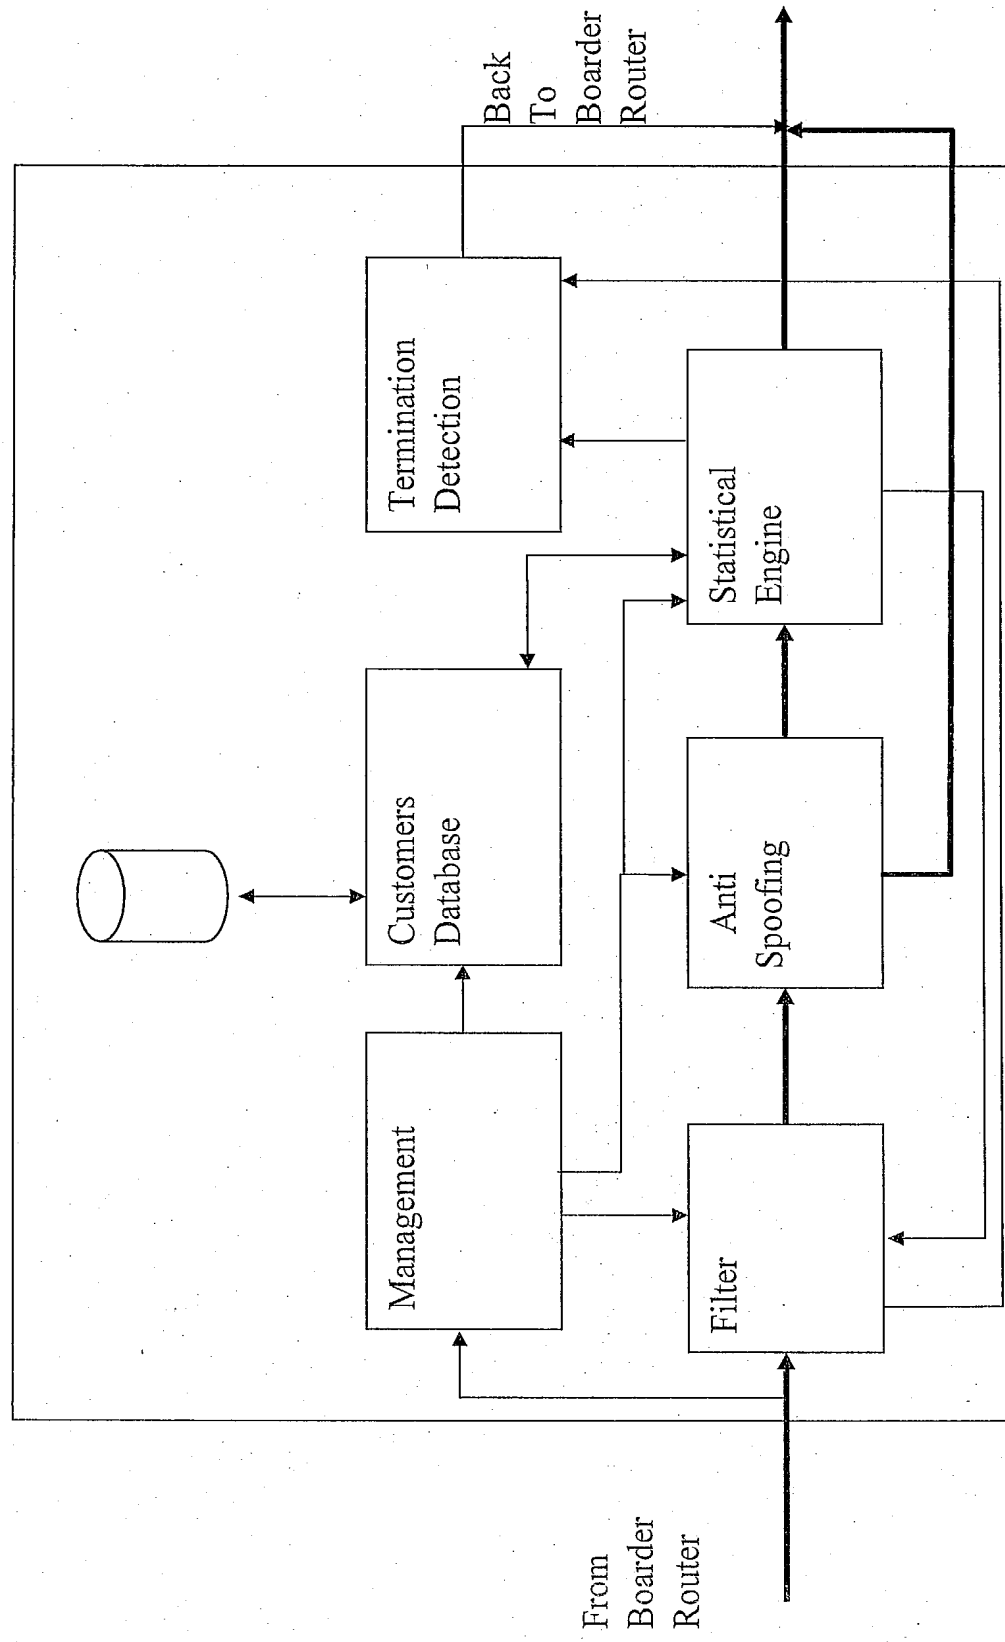 Management
Customers
Database
Termination
Detection
Back
To
Boarder
Router
From
Boarder
Router
Filter
Anti
Spoofing
Statistical
Engine